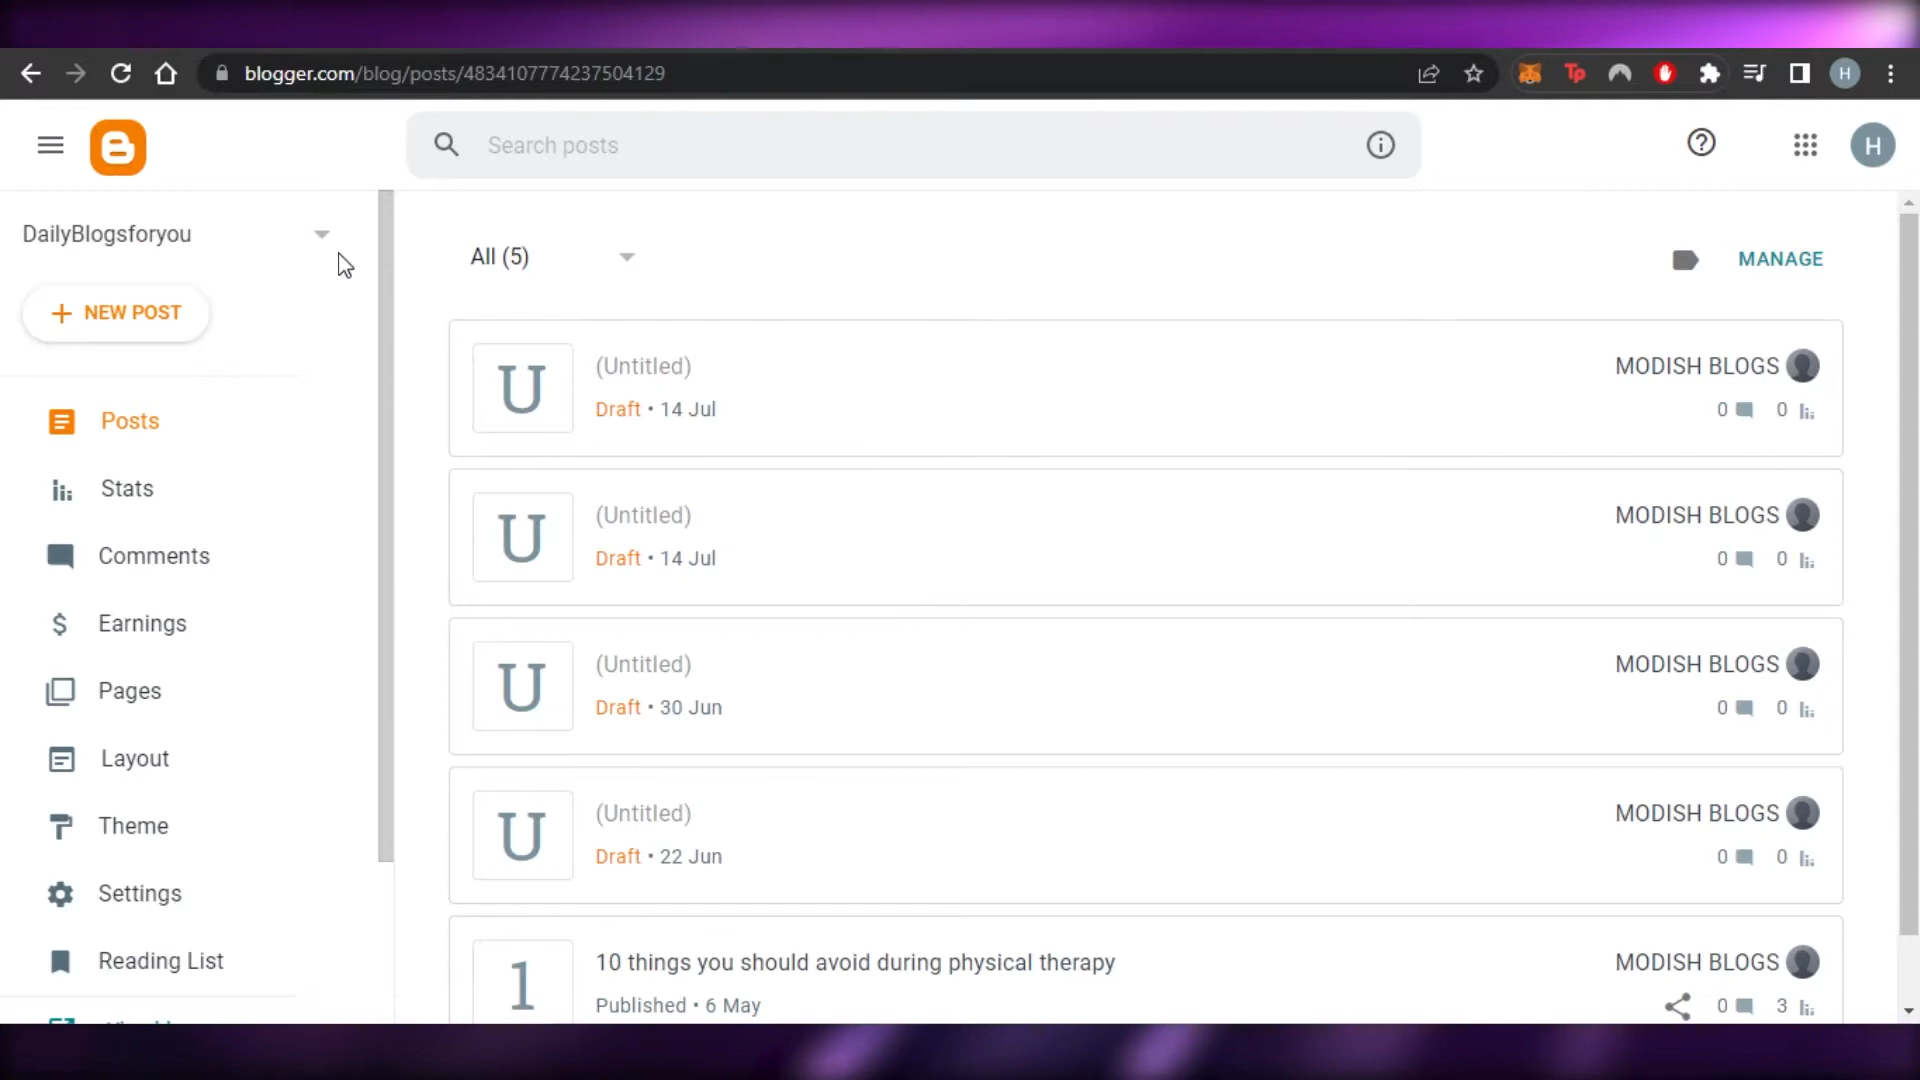 blogger.com/blog/posts/4834107774237504129
Tp
H
Search posts
H
DailyBlogsforyou
All (5)
MANAGE
NEW POST
Posts
Stats
Comments
Earnings
Pages
Layout
Theme
Settings
Reading List
U
(Untitled)
Draft • 14 Jul
MODISH BLOGS
0 0
U
(Untitled)
Draft • 14 Jul
MODISH BLOGS
0 0
U
(Untitled)
Draft • 30 Jun
MODISH BLOGS
0 0
U
(Untitled)
Draft • 22 Jun
MODISH BLOGS
0 0
1
10 things you should avoid during physical therapy
Published • 6 May
MODISH BLOGS
0 3